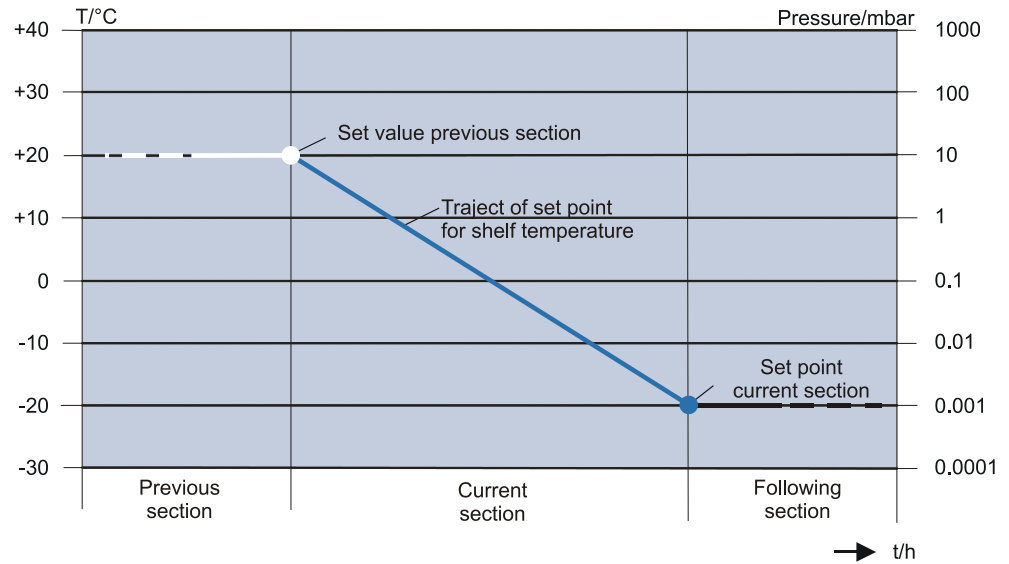 T/°C
Pressure/mbar
+40
1000
+30
100
Set value previous section
+20
10
Traject of set point
for shelf temperature
+10
1
0
0.1
-10
0.01
Set point
current section
-20
0.001
-30
0.0001
Previous
section
Current
section
Following
section
t/h